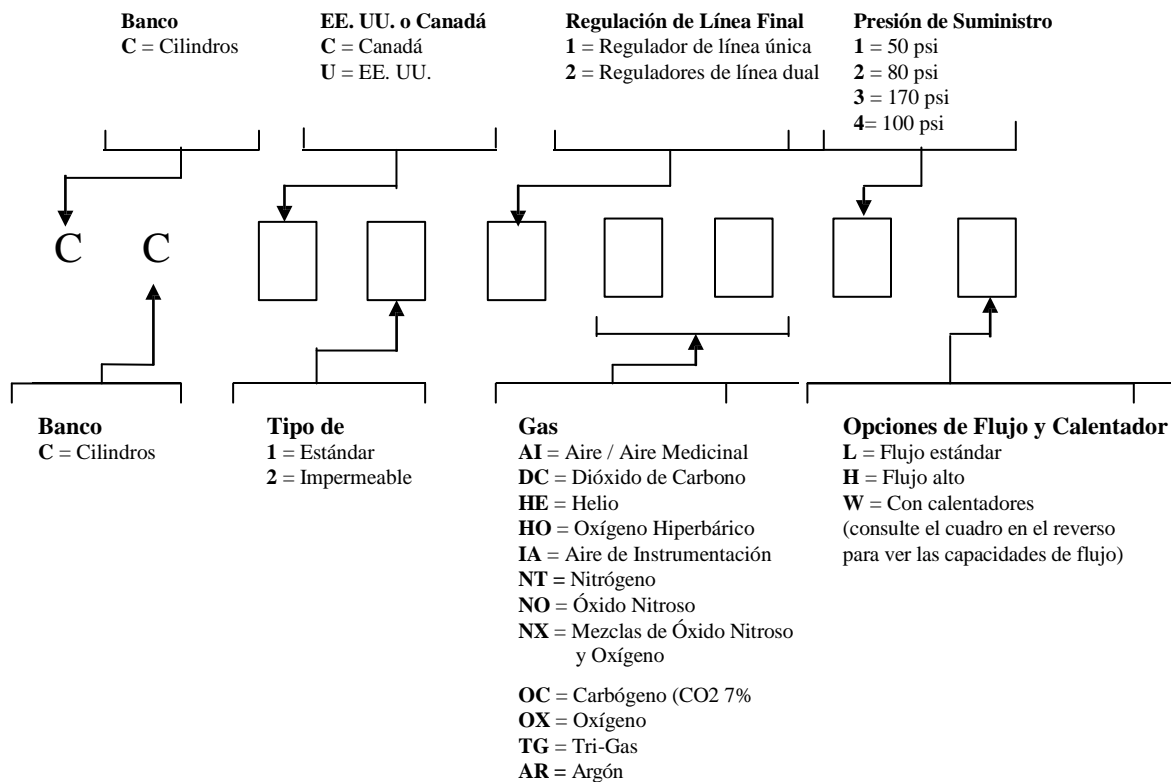 Banco
C = Cilindros
EE. UU. o Canadá
C = Canadá
U = EE. UU.
Regulación de Línea Final
1 = Regulador de línea única
2 = Reguladores de línea dual
Presión de Suministro
1 = 50 psi
2 = 80 psi
3 = 170 psi
4= 100 psi
C C
Banco
C = Cilindros
Tipo de
1 = Estándar
2 = Impermeable
Gas
AI = Aire / Aire Medicinal
DC = Dióxido de Carbono
HE = Helio
HO = Oxígeno Hiperbárico
IA = Aire de Instrumentación
NT = Nitrógeno
NO = Óxido Nitroso
NX = Mezclas de Óxido Nitroso
y Oxígeno
OC = Carbógeno (CO2 7%
OX = Oxígeno
TG = Tri-Gas
AR = Argón
Opciones de Flujo y Calentador
L = Flujo estándar
H = Flujo alto
W = Con calentadores
(consulte el cuadro en el reverso
para ver las capacidades de flujo)